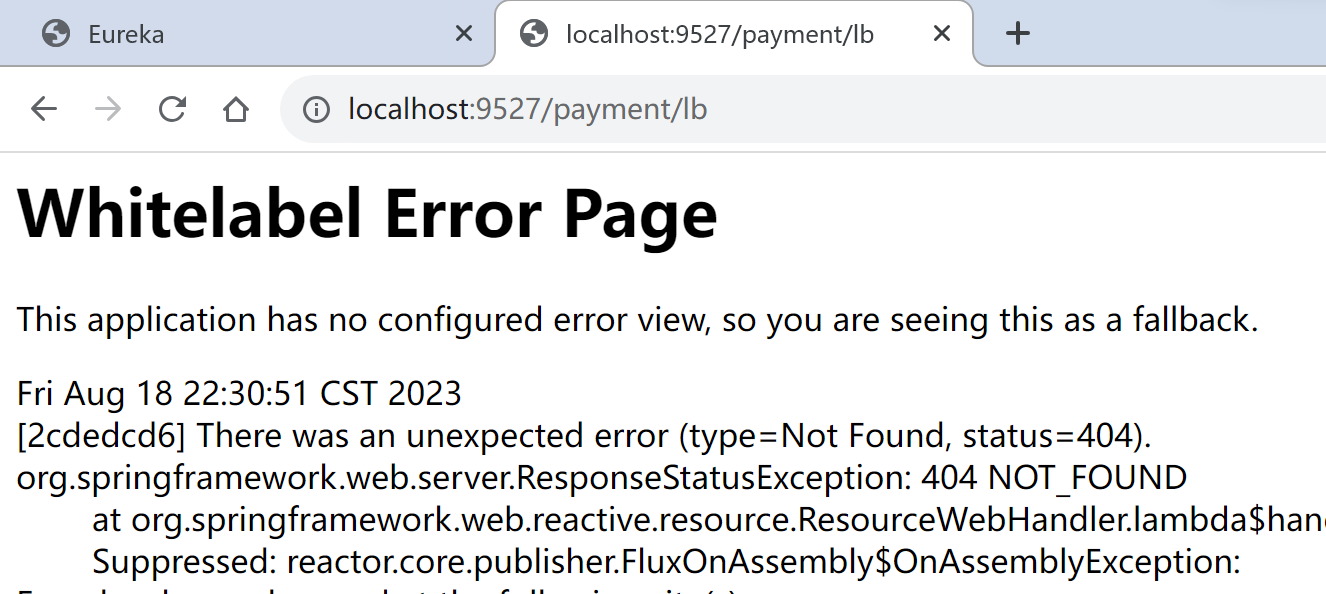 Eureka
localhost:9527/payment/lb
localhost:9527/payment/lb
Whitelabel Error Page
This application has no configured error view, so you are seeing this as a fallback.
Fri Aug 18 22:30:51 CST 2023
[2cdedcd6] There was an unexpected error (type=Not Found, status=404).
org.springframework.web.server.ResponseStatusException: 404 NOT_FOUND
at org.springframework.web.reactive.resource.ResourceWebHandler.lambda$han
Suppressed: reactor.core.publisher.FluxOnAssembly$OnAssemblyException: